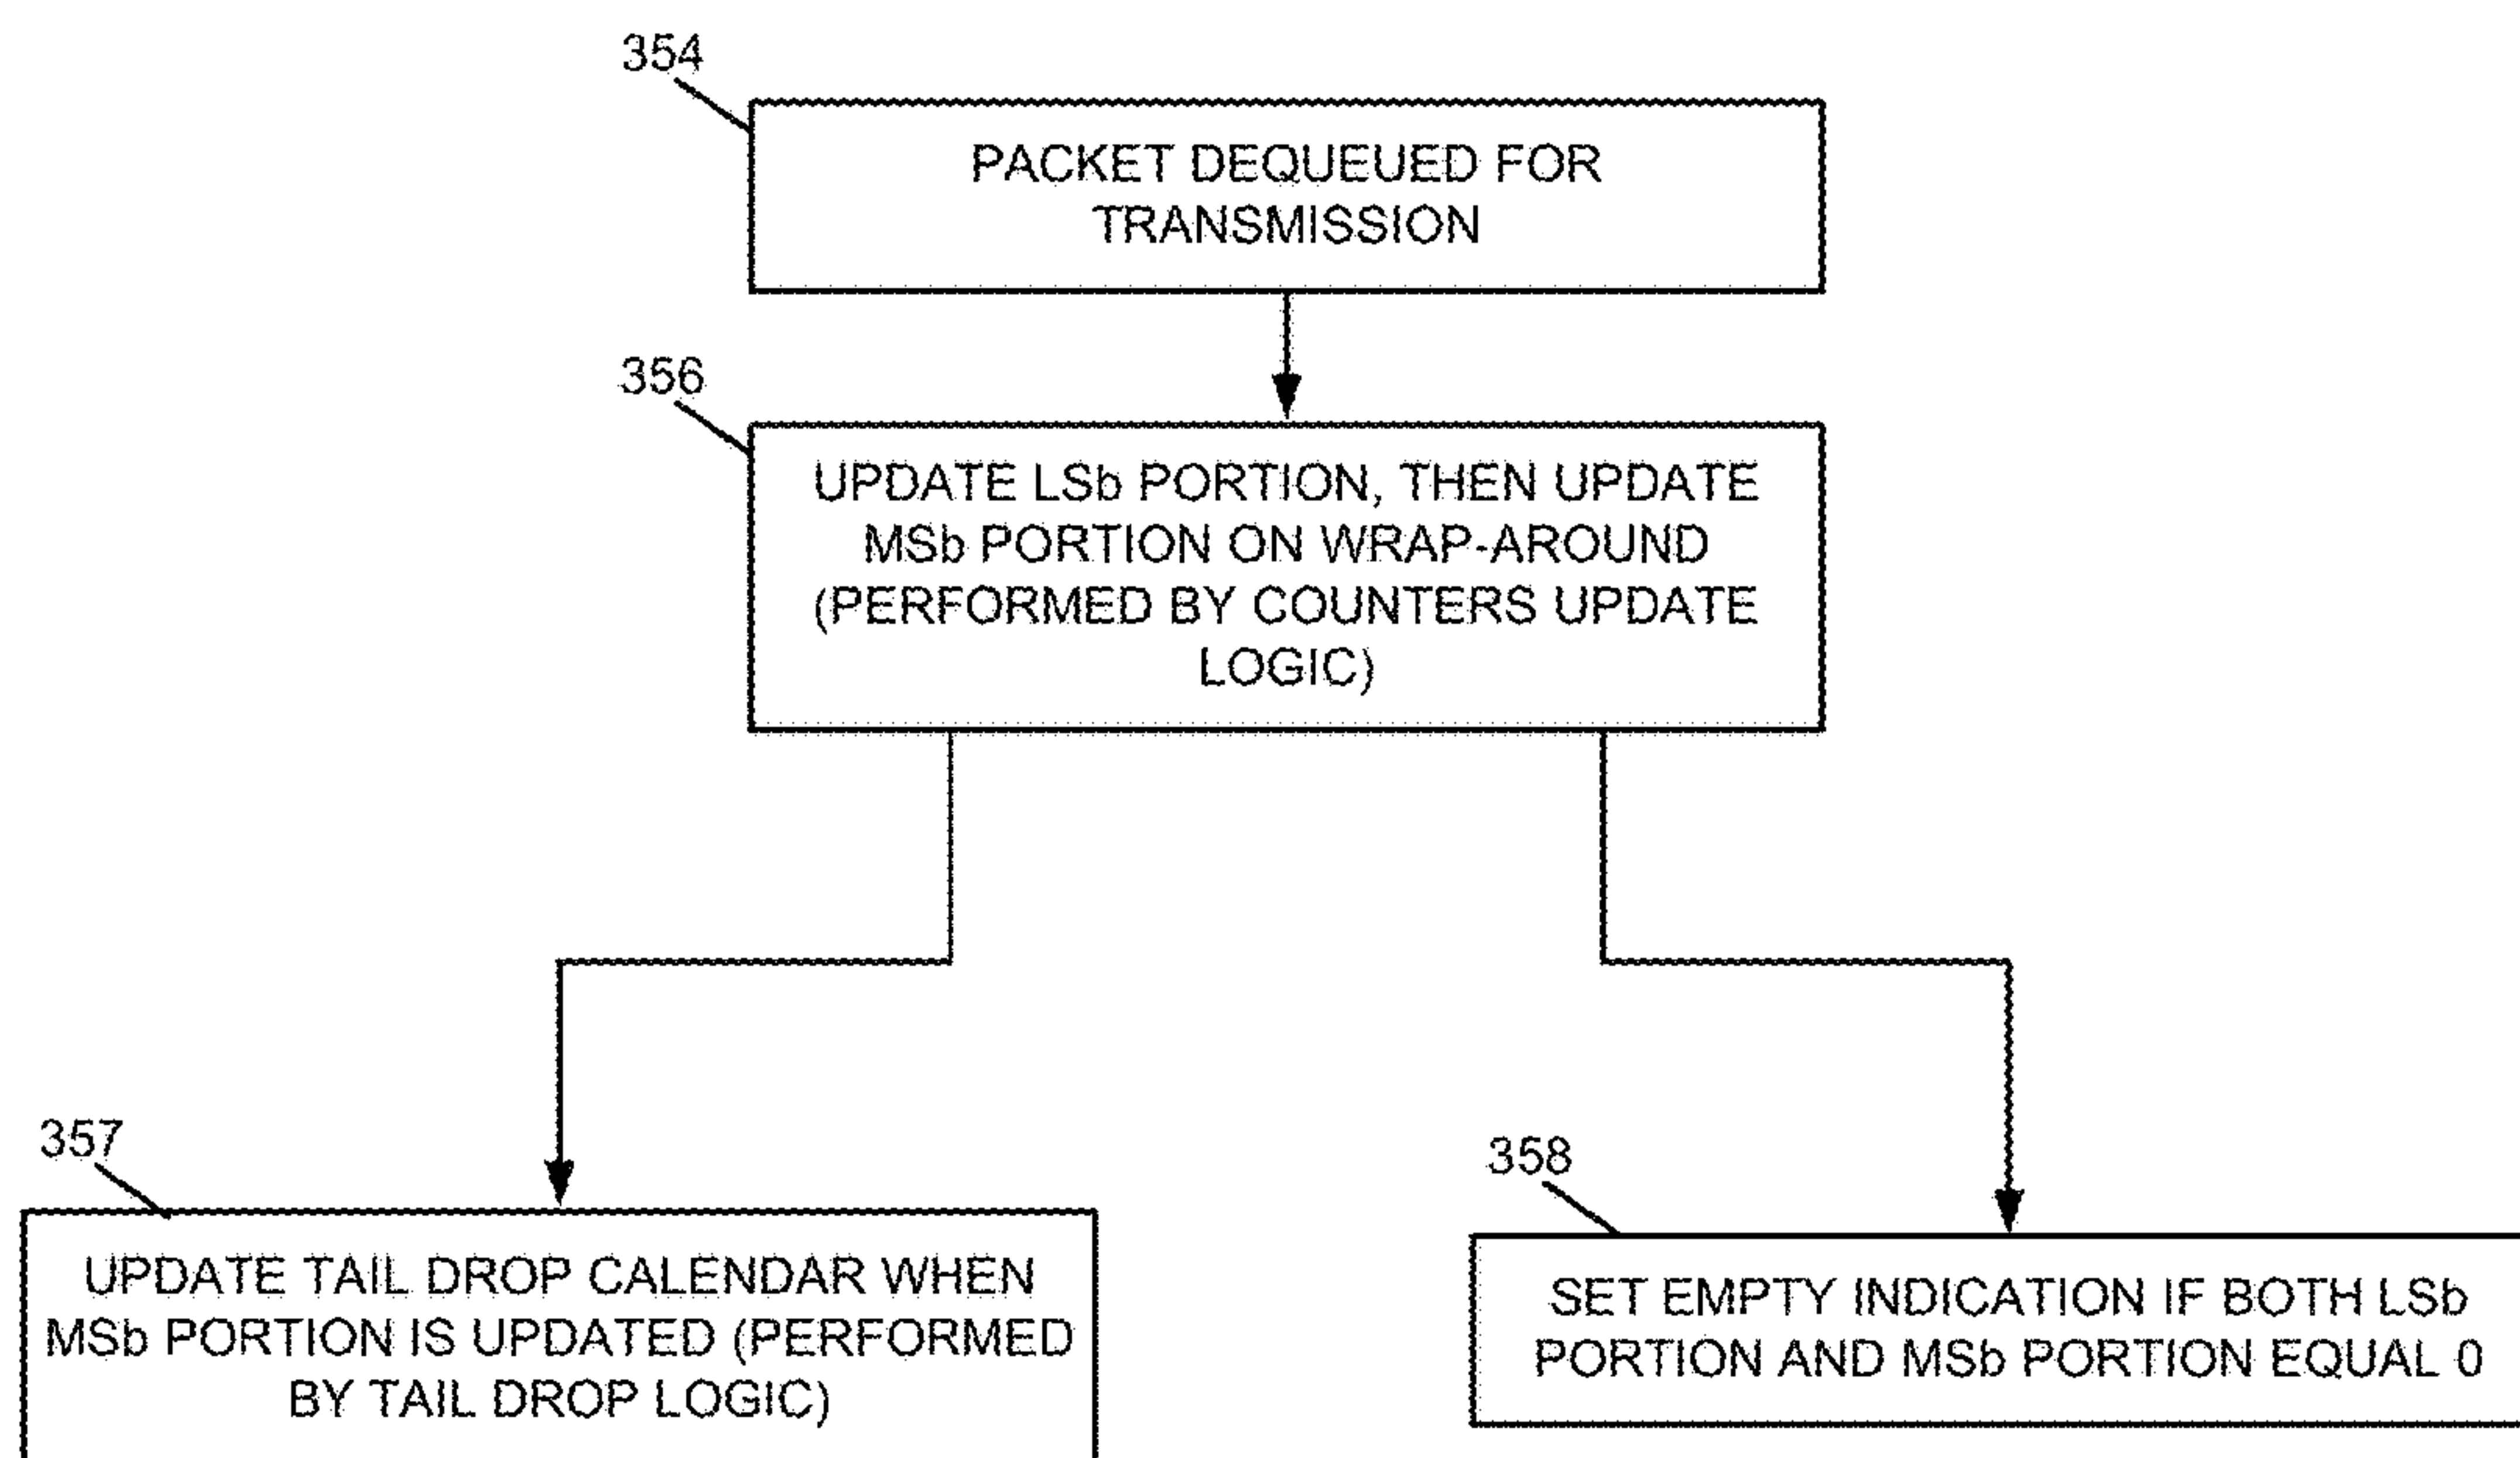 354
PACKET DEQUEUED FOR
TRANSMISSION
356
UPDATE LSb PORTION, THEN UPDATE
MSb PORTION ON WRAP-AROUND
(PERFORMED BY COUNTERS UPDATE
LOGIC)
357
UPDATE TAIL DROP CALENDAR WHEN
MSb PORTION IS UPDATED (PERFORMED
BY TAIL DROP LOGIC)
358
SET EMPTY INDICATION IF BOTH LSb
PORTION AND MSb PORTION EQUAL 0